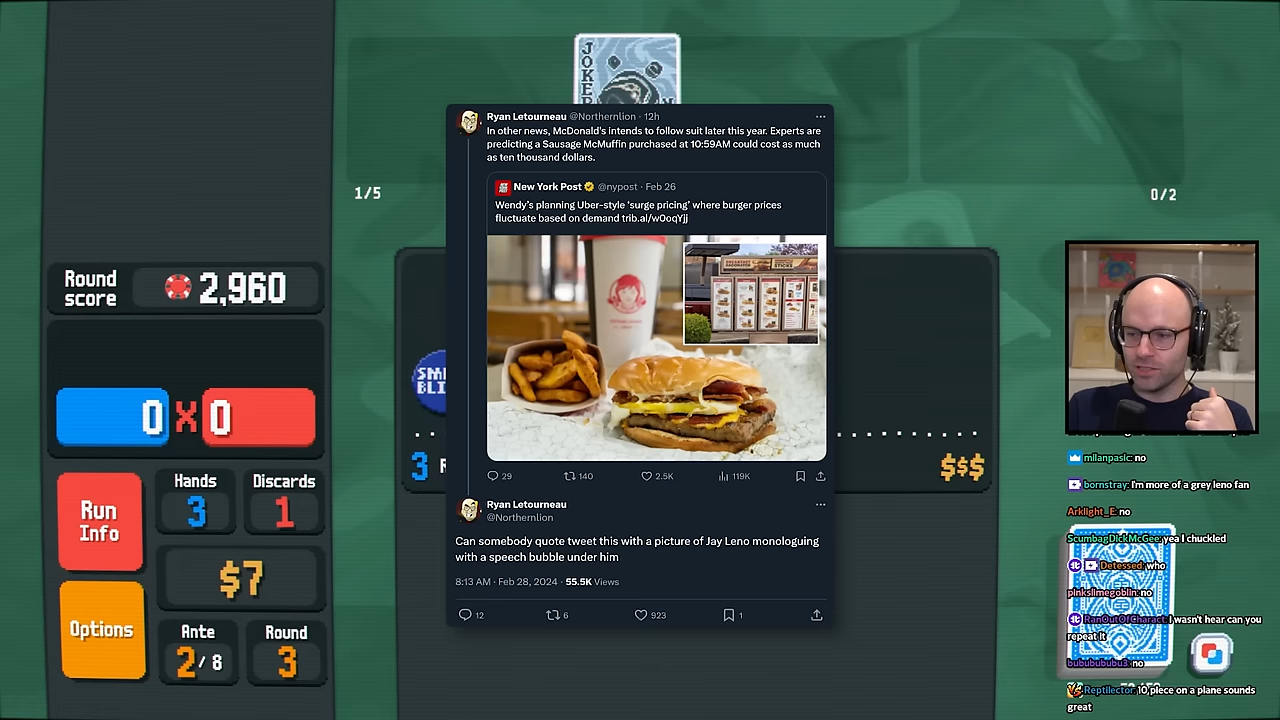 JOKER
1/5
0/2
Round score
2,960
0 X 0
Run Info
Hands
3
Discards
1
$7
Options
Ante
2/8
Round
3
3
$$$
Ryan Letourneau @Northernlion · 12h
In other news, McDonald's intends to follow suit later this year. Experts are
predicting a Sausage McMuffin purchased at 10:59AM could cost as much
as ten thousand dollars.
New York Post @nypost · Feb 26
Wendy's planning Uber-style 'surge pricing' where burger prices
fluctuate based on demand trib.al/w0oqYjj
29
140
2.5K
119K
Ryan Letourneau
@Northernlion
Can somebody quote tweet this with a picture of Jay Leno monologuing
with a speech bubble under him
8:13 AM · Feb 28, 2024 · 55.5K Views
12
6
923
1
milanpasic: no
bornstray: I'm more of a grey leno fan
Arklight_E: no
ScumbagDickMcGee: yea I chuckled
Detessed: who
pinkslimegoblin: no
RanOutOfCharact: I wasn't hear can you
repeat it
bubububububu3: no
Reptilector: 10 piece on a plane sounds
great